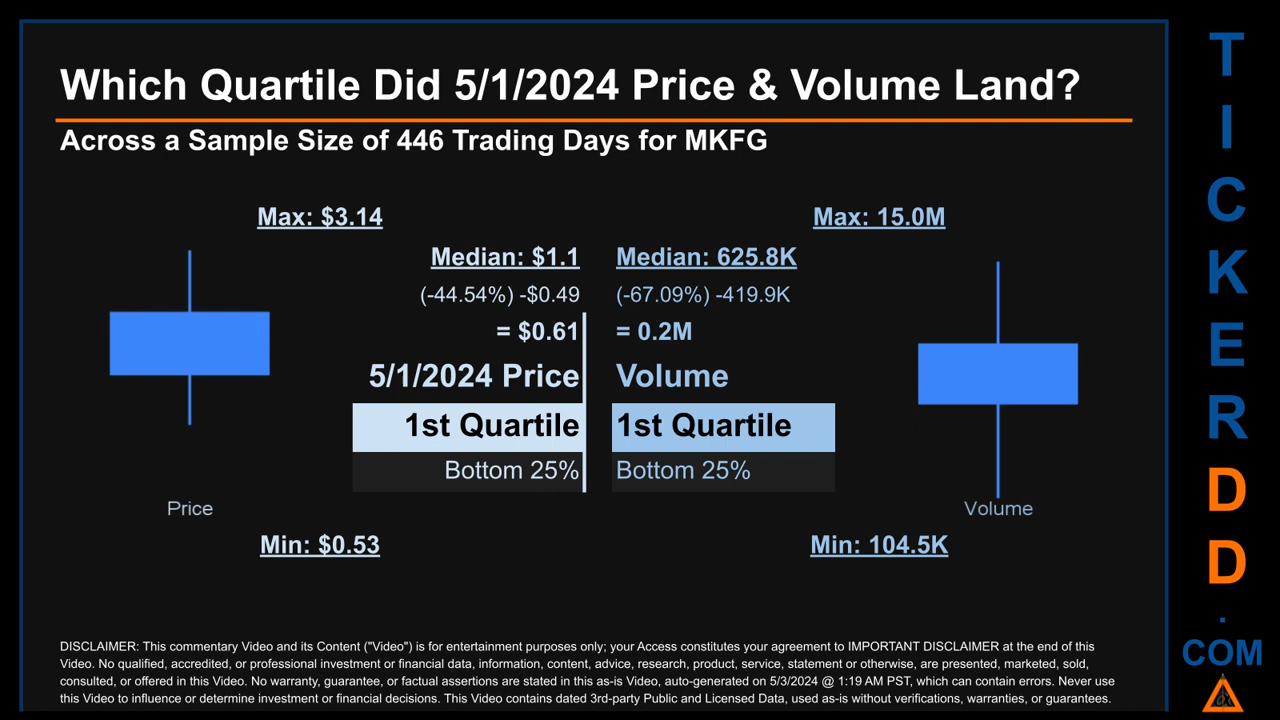 Which Quartile Did 5/1/2024 Price & Volume Land?
Across a Sample Size of 446 Trading Days for MKFG
Max: $3.14
Max: 15.0M
Median: $1.1
Median: 625.8K
(-44.54%) -$0.49
(-67.09%) -419.9K
= $0.61
= 0.2M
5/1/2024 Price
Volume
1st Quartile
1st Quartile
Bottom 25%
Bottom 25%
Price
Volume
Min: $0.53
Min: 104.5K
DISCLAIMER: This commentary Video and its Content ("Video") is for entertainment purposes only; your Access constitutes your agreement to IMPORTANT DISCLAIMER at the end of this
Video. No qualified, accredited, or professional investment or financial data, information, content, advice, research, product, service, statement or otherwise, are presented, marketed, sold,
consulted, or offered in this Video. No warranty, guarantee, or factual assertions are stated in this as-is Video, auto-generated on 5/3/2024 @ 1:19 AM PST, which can contain errors. Never use
this Video to influence or determine investment or financial decisions. This Video contains dated 3rd-party Public and Licensed Data, used as-is without verifications, warranties, or guarantees.
T
I
C
K
E
R
D
D
.
COM